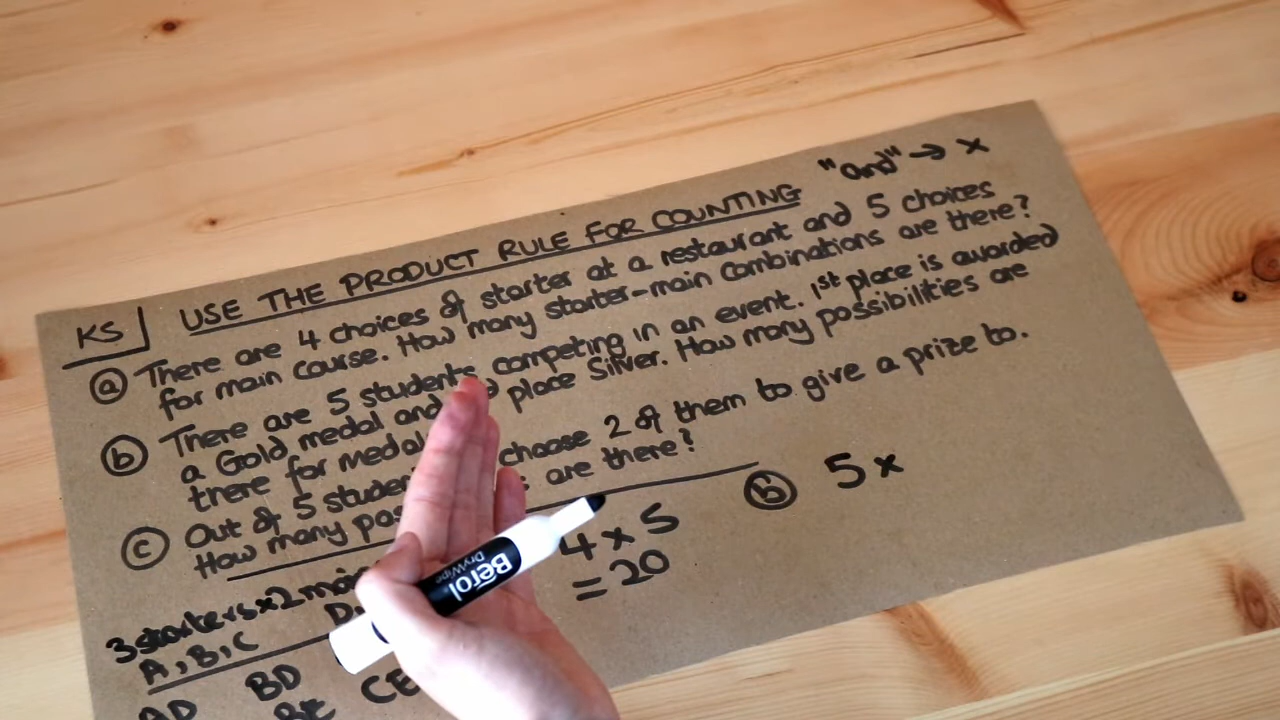 "and" → ×
KS USE THE PRODUCT RULE FOR COUNTING
(a) There are 4 choices of starter at a restaurant and 5 choices
for main course. How many starter-main combinations are there?
(b) There are 5 students competing in an event. 1st place is awarded
a Gold medal and place Silver. How many possibilities are
there for
(c) Out of 5 choose 2 of them to give a prize to.
How many are there?
3 starters × 2
A, B, C
AD BD CE
BE
4 × 5
= 20
(b) 5 ×
Berol
DryWipe